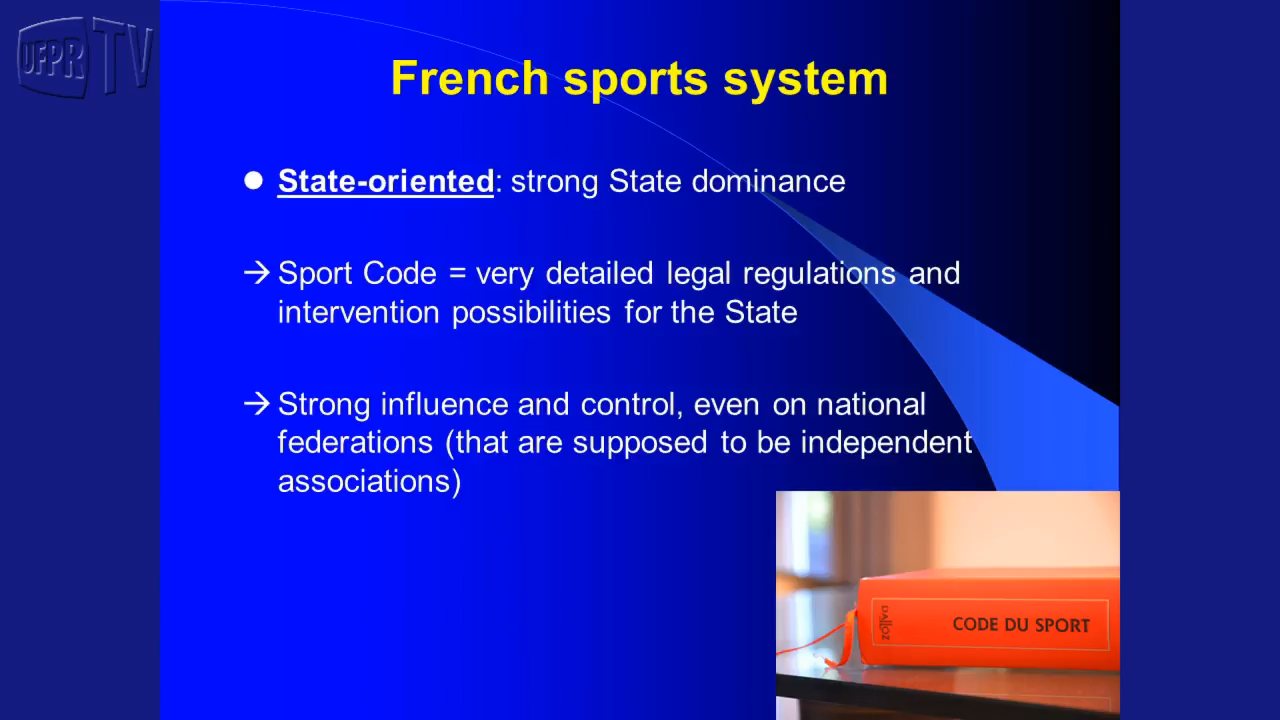 UFPR TV
French sports system
State-oriented: strong State dominance
→ Sport Code = very detailed legal regulations and
intervention possibilities for the State
→ Strong influence and control, even on national
federations (that are supposed to be independent
associations)
DALLOZ
CODE DU SPORT